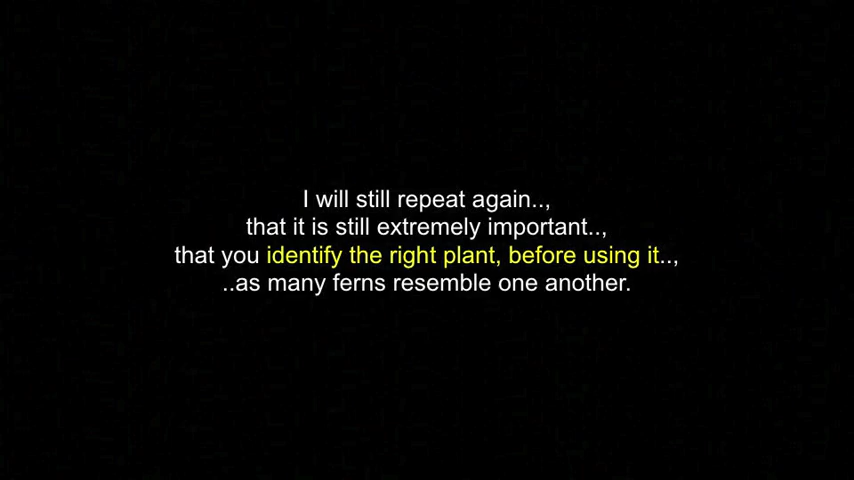 I will still repeat again..,
that it is still extremely important..,
that you identify the right plant, before using it..,
..as many ferns resemble one another.